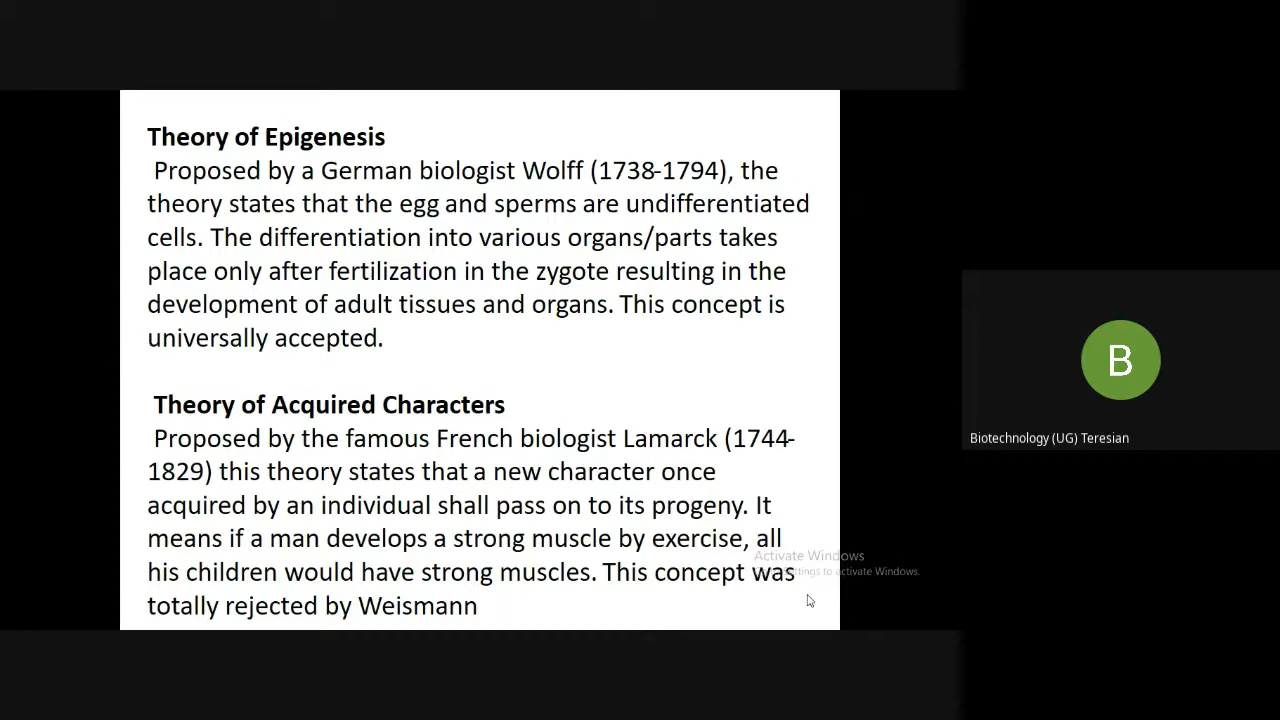 Theory of Epigenesis
Proposed by a German biologist Wolff (1738-1794), the
theory states that the egg and sperms are undifferentiated
cells. The differentiation into various organs/parts takes
place only after fertilization in the zygote resulting in the
development of adult tissues and organs. This concept is
universally accepted.
Theory of Acquired Characters
Proposed by the famous French biologist Lamarck (1744-
1829) this theory states that a new character once
acquired by an individual shall pass on to its progeny. It
means if a man develops a strong muscle by exercise, all
his children would have strong muscles. This concept was
totally rejected by Weismann
Activate Windows
Settings to activate Windows.
B
Biotechnology (UG) Teresian